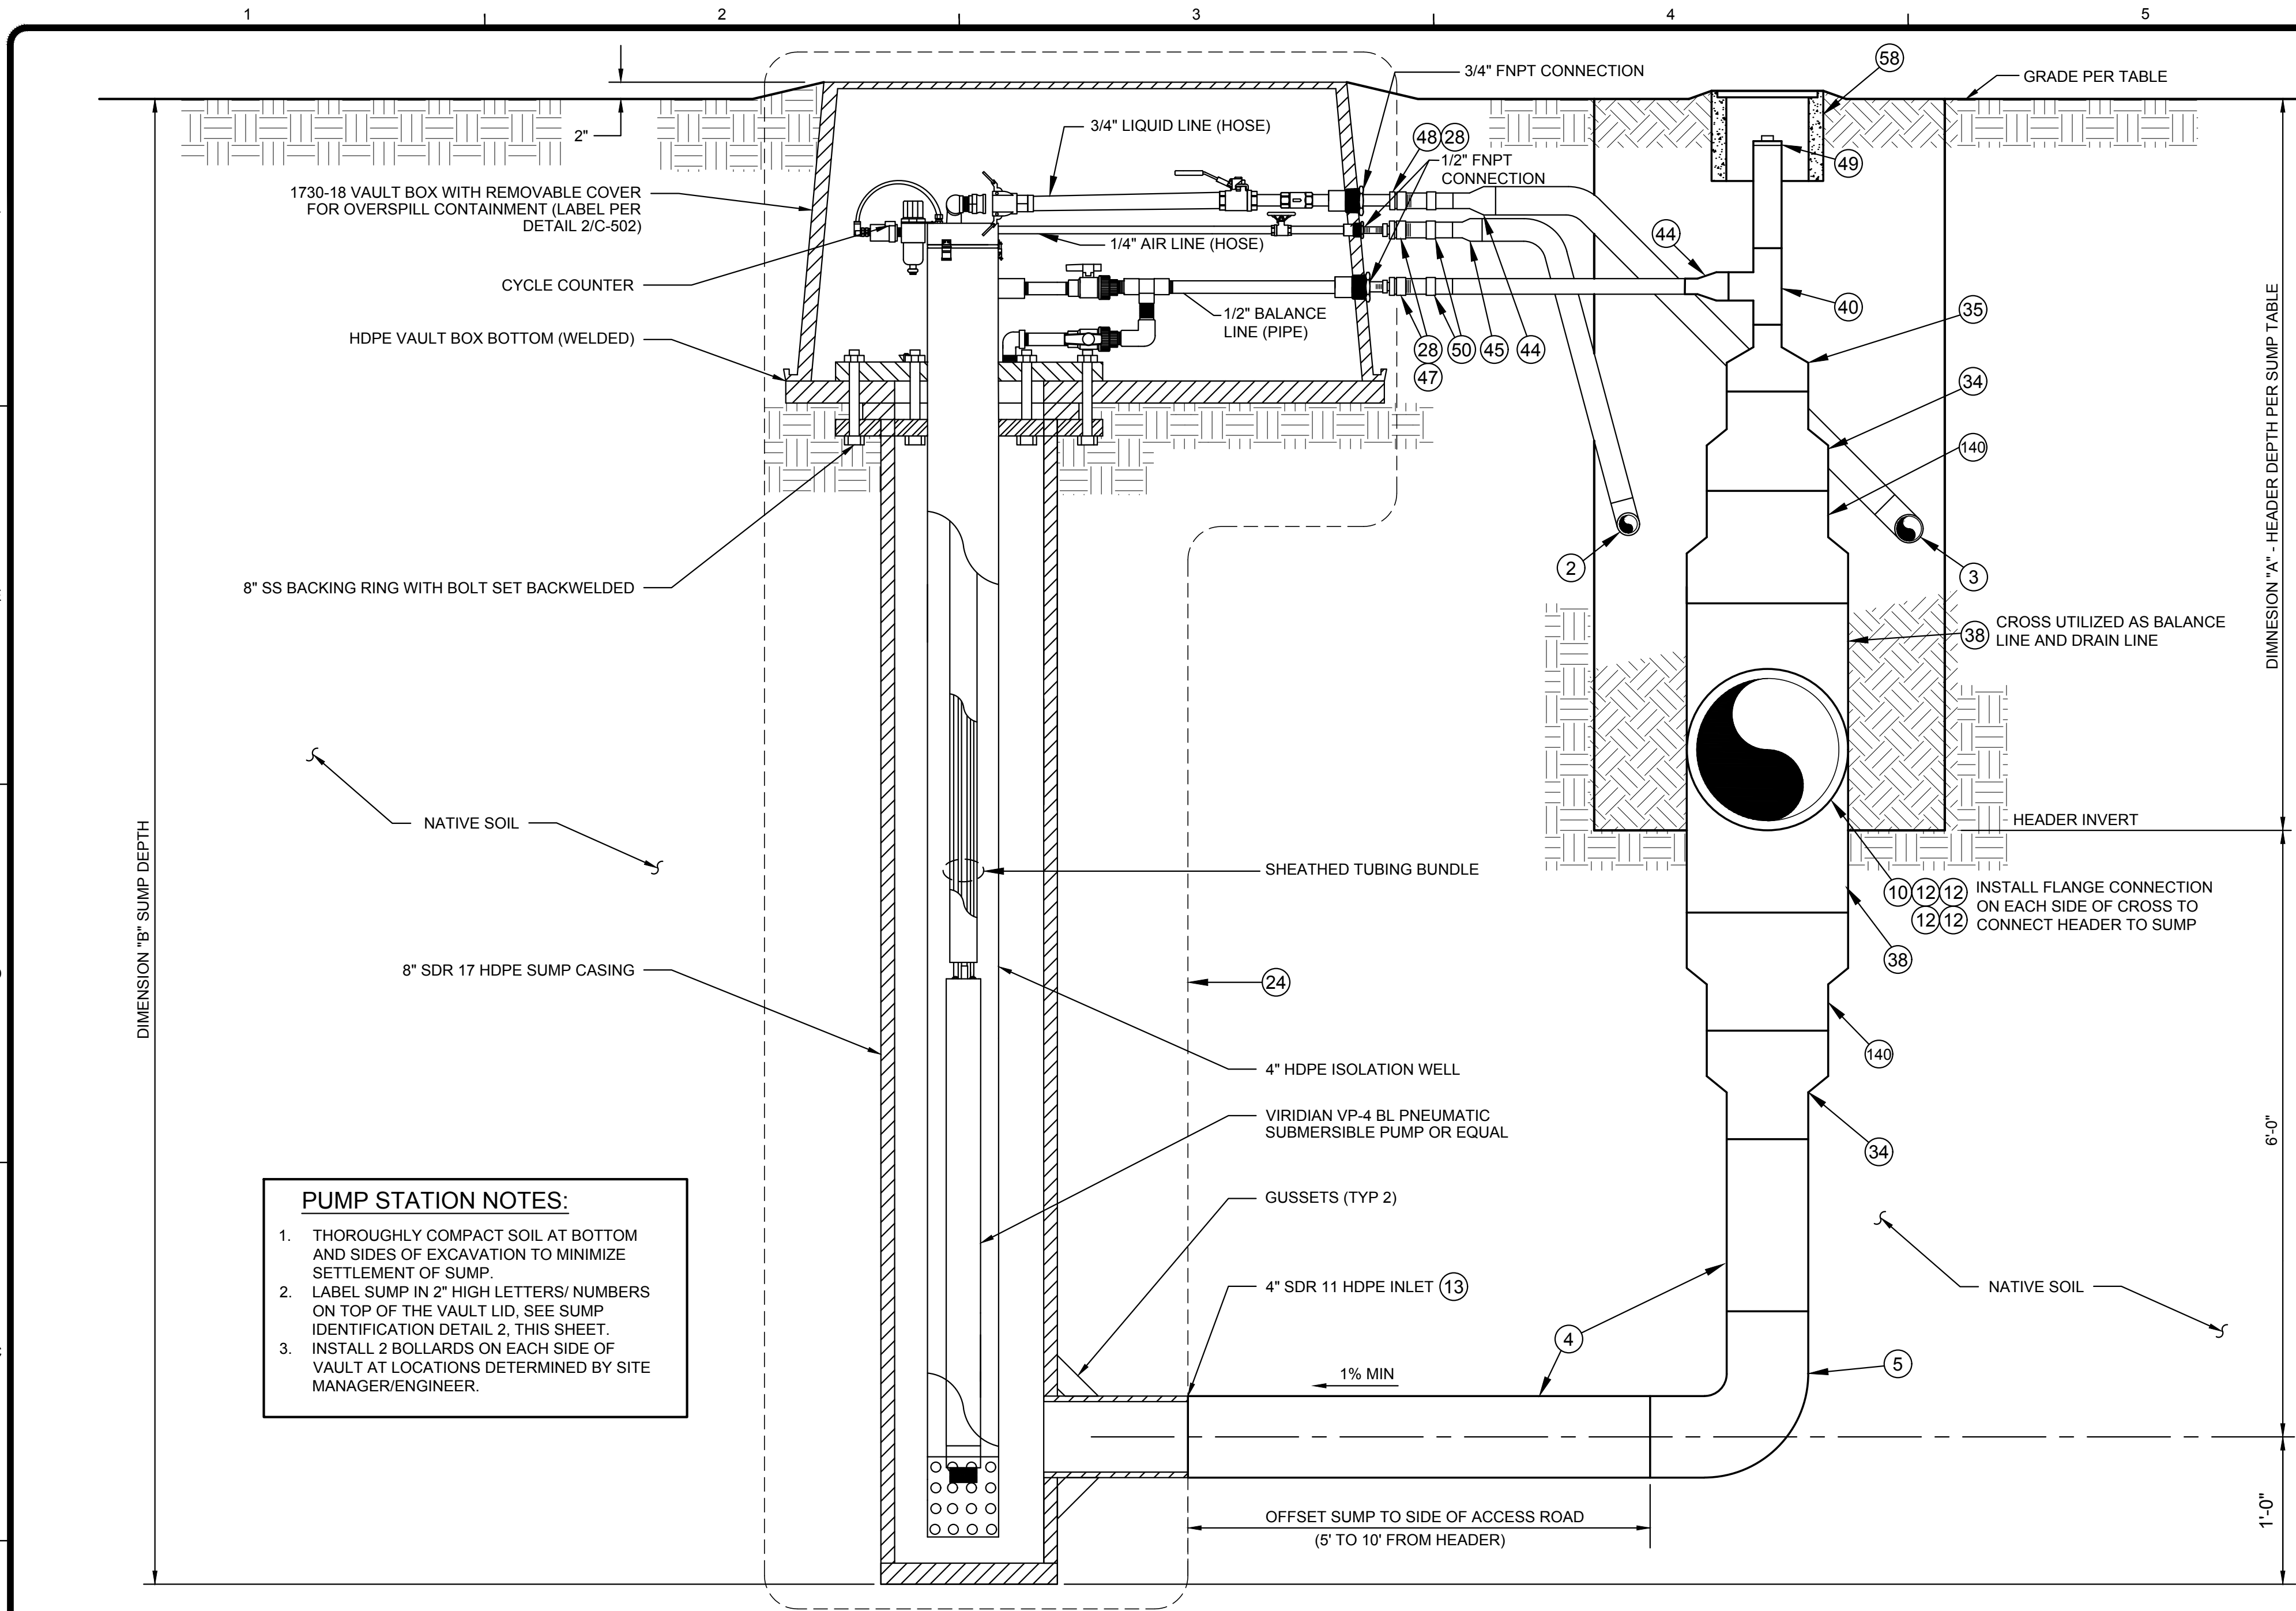 1
2
3
4
5
2"
1730-18 VAULT BOX WITH REMOVABLE COVER
FOR OVERSPILL CONTAINMENT (LABEL PER
DETAIL 2/C-502)
CYCLE COUNTER
HDPE VAULT BOX BOTTOM (WELDED)
8" SS BACKING RING WITH BOLT SET BACKWELDED
NATIVE SOIL
8" SDR 17 HDPE SUMP CASING
DIMENSION "B" SUMP DEPTH
3/4" LIQUID LINE (HOSE)
1/4" AIR LINE (HOSE)
1/2" BALANCE
LINE (PIPE)
3/4" FNPT CONNECTION
48 28
1/2" FNPT
CONNECTION
28 50 45 44
47
58
GRADE PER TABLE
49
44
40
35
34
140
2
3
38 CROSS UTILIZED AS BALANCE
LINE AND DRAIN LINE
HEADER INVERT
10 12 12 INSTALL FLANGE CONNECTION
12 12 ON EACH SIDE OF CROSS TO
CONNECT HEADER TO SUMP
38
140
34
DIMNESION "A" - HEADER DEPTH PER SUMP TABLE
6'-0"
1'-0"
SHEATHED TUBING BUNDLE
24
4" HDPE ISOLATION WELL
VIRIDIAN VP-4 BL PNEUMATIC
SUBMERSIBLE PUMP OR EQUAL
GUSSETS (TYP 2)
4" SDR 11 HDPE INLET 13
4
5
NATIVE SOIL
1% MIN
OFFSET SUMP TO SIDE OF ACCESS ROAD
(5' TO 10' FROM HEADER)
PUMP STATION NOTES:
1. THOROUGHLY COMPACT SOIL AT BOTTOM
AND SIDES OF EXCAVATION TO MINIMIZE
SETTLEMENT OF SUMP.
2. LABEL SUMP IN 2" HIGH LETTERS/ NUMBERS
ON TOP OF THE VAULT LID, SEE SUMP
IDENTIFICATION DETAIL 2, THIS SHEET.
3. INSTALL 2 BOLLARDS ON EACH SIDE OF
VAULT AT LOCATIONS DETERMINED BY SITE
MANAGER/ENGINEER.